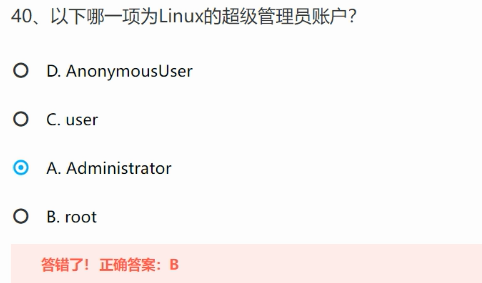 40、以下哪一项为Linux的超级管理员账户?
D. AnonymousUser
C. user
A. Administrator
B. root
答错了! 正确答案：B